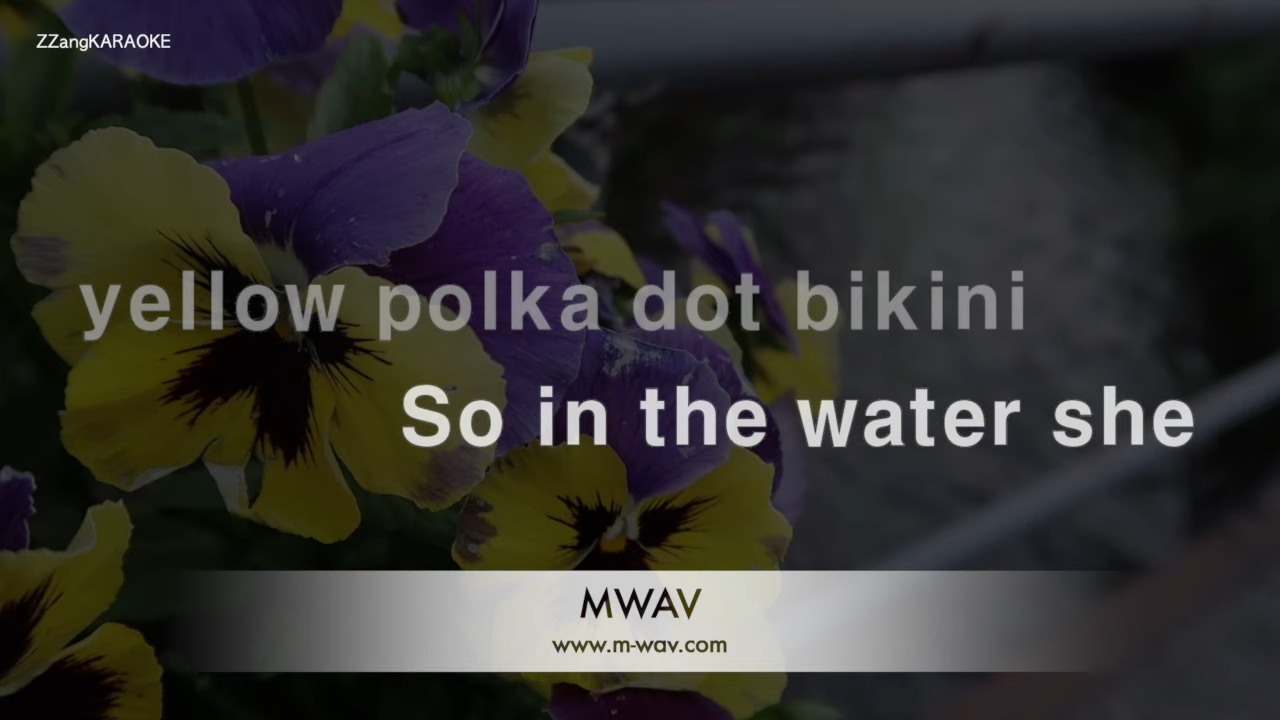 ZZangKARAOKE
yellow polka dot bikini
So in the water she
MWAV
www.m-wav.com